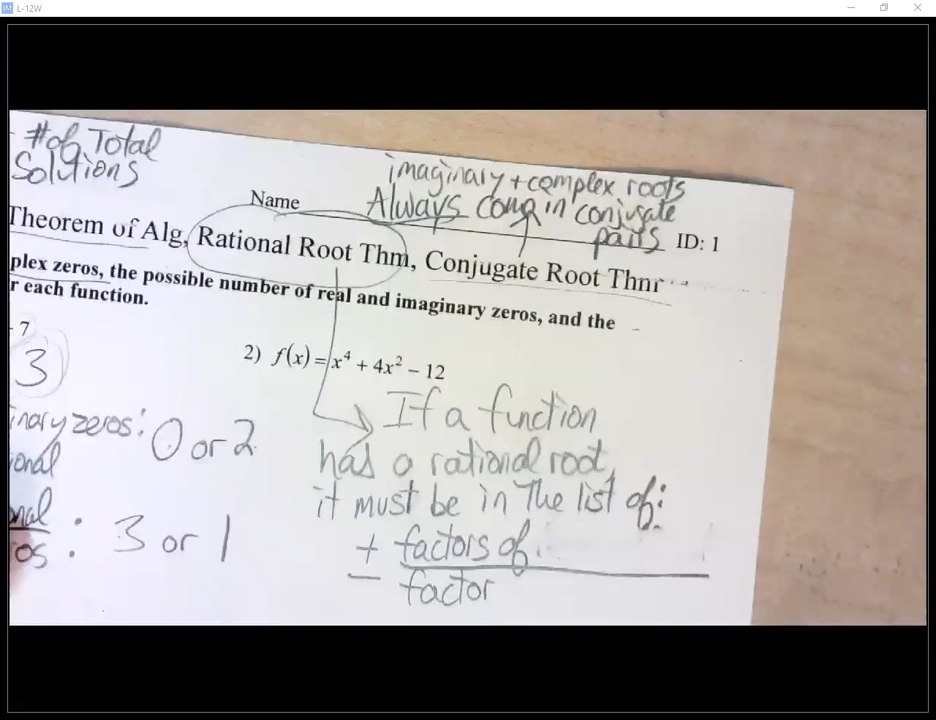 L-12W
# of Total
Solutions
imaginary + complex roots
Always come in conjugate
pairs
Name
ID: 1
Theorem of Alg, Rational Root Thm, Conjugate Root Thm
plex zeros, the possible number of real and imaginary zeros, and the
r each function.
- 7
3
2) f(x) = x⁴ + 4x² − 12
inary zeros: 0 or 2
ional
: 3 or 1
If a function
has a rational root,
it must be in the list of:
± factors of
factor